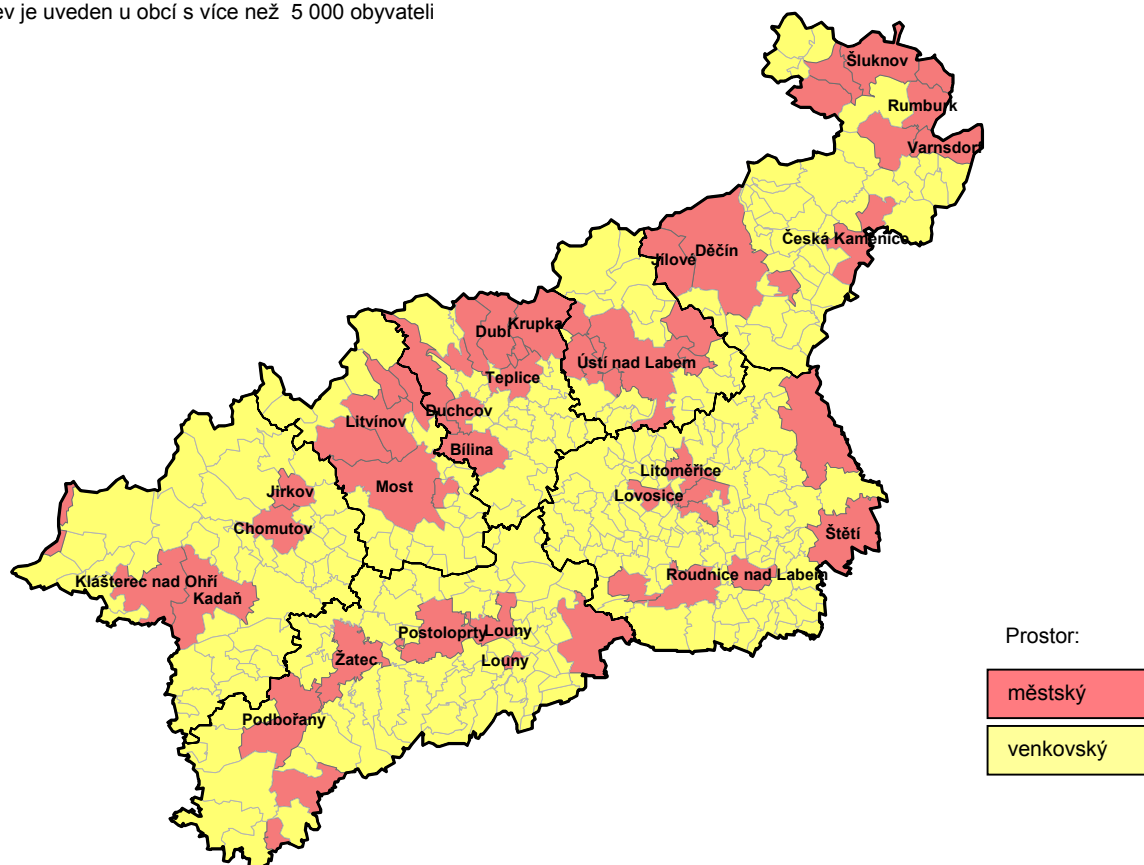 ev je uveden u obcí s více než 5 000 obyvateli
Šluknov
Rumburk
Varnsdorf
Česká Kamenice
Jílové
Děčín
Dubí
Krupka
Ústí nad Labem
Teplice
Duchcov
Litvínov
Bílina
Most
Litoměřice
Lovosice
Jirkov
Chomutov
Štětí
Klášterec nad Ohří
Kadaň
Roudnice nad Labem
Postoloprty
Louny
Žatec
Louny
Podbořany
Prostor:
městský
venkovský